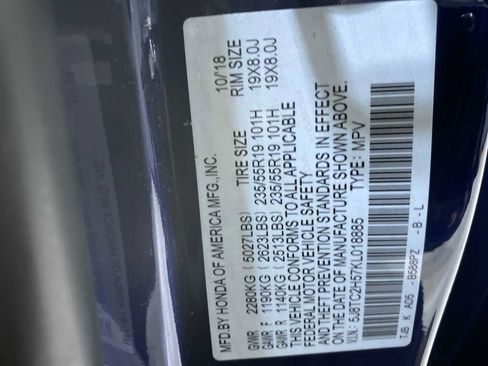 MFD.BY HONDA OF AMERICA MFG.,INC. 10/18
GVWR 2280KG (5027LBS) TIRE SIZE RIM SIZE
GAWR F 1190KG (2623LBS) 235/55R19 101H 19X8.0J
GAWR R 1140KG (2513LBS) 235/55R19 101H 19X8.0J
THIS VEHICLE CONFORMS TO ALL APPLICABLE
FEDERAL MOTOR VEHICLE SAFETY
AND THEFT PREVENTION STANDARDS IN EFFECT
ON THE DATE OF MANUFACTURE SHOWN ABOVE.
V.I.N: 5J8TC2H57KL018885 TYPE: MPV
TJB K A05 -B588PZ -B-L